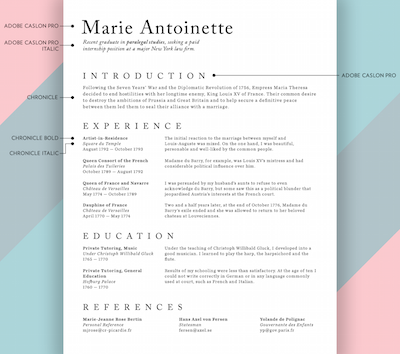 ADOBE CASLON PRO
Marie Antoinette
ADOBE CASLON PRO
ITALIC
Recent graduate in paralegal studies, seeking a paid
internship position at a major New York law firm.
INTRODUCTION
ADOBE CASLON PRO
CHRONICLE
Following the Seven Years' War and the Diplomatic Revolution of 1756, Empress Maria Theresa
decided to end hostilities with her longtime enemy, King Louis XV of France. Their common desire
to destroy the ambitions of Prussia and Great Britain and to help secure a definitive peace
between them led them to seal their alliance with a marriage.
EXPERIENCE
CHRONICLE BOLD
CHRONICLE ITALIC
Artist-in-Residence
Square du Temple
August 1792 — October 1793
The initial reaction to the marriage between myself and
Louis-Auguste was mixed. On the one hand, I was beautiful,
personable and well-liked by the common people.
Queen Consort of the French
Palais des Tuileries
October 1789 — August 1792
Madame du Barry, for example, was Louis XV's mistress and had
considerable political influence over him.
Queen of France and Navarre
Château de Versailles
May 1774 — October 1789
I was persuaded by my husband's aunts to refuse to even
acknowledge du Barry, but some saw this as a political blunder that
jeopardized Austria's interests at the French court.
Dauphine of France
Château de Versailles
April 1770 — May 1774
Two and a half years later, at the end of October 1776, Madame du
Barry's exile ended and she was allowed to return to her beloved
chateau at Louveciennes.
EDUCATION
Private Tutoring, Music
Under Christoph Willibald Gluck
1765 — 1770
Under the teaching of Christoph Willibald Gluck, I developed into a
good musician. I learned to play the harp, the harpsichord and the
flute.
Private Tutoring, General
Education
Hofburg Palace
1760 — 1770
Results of my schooling were less than satisfactory. At the age of ten I
could not write correctly in German or in any language commonly
used at court, such as French and Italian.
REFERENCES
Marie-Jeanne Rose Bertin
Personal Reference
Hans Axel von Fersen
Statesman
Yolande de Polignac
Gouvernante des Enfants